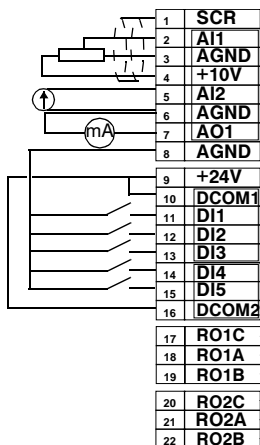 1 SCR
2 AI1
3 AGND
4 +10V
5 AI2
6 AGND
mA 7 AO1
8 AGND
9 +24V
10 DCOM1
11 DI1
12 DI2
13 DI3
14 DI4
15 DI5
16 DCOM2
17 RO1C
18 RO1A
19 RO1B
20 RO2C
21 RO2A
22 RO2B